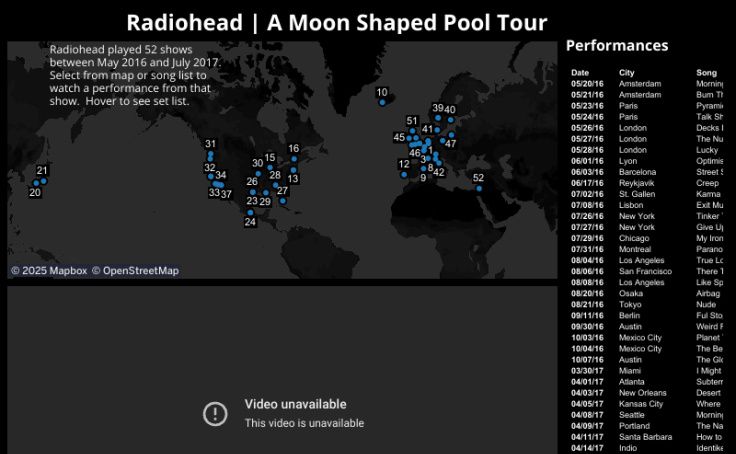 Radiohead | A Moon Shaped Pool Tour
Radiohead played 52 shows
between May 2016 and July 2017.
Select from map or song list to
watch a performance from that
show. Hover to see set list.
10
39 40
51
45
41
1
46
47
3
12
8
42
9
52
31
16
15
30
32
34
28
13
26
33 37
27
23 29
24
21
20
© 2025 Mapbox © OpenStreetMap
Video unavailable
This video is unavailable
Performances
Date City Song
05/20/16 Amsterdam Morning
05/21/16 Amsterdam Burn Th
05/23/16 Paris Pyrami
05/24/16 Paris Talk Sh
05/26/16 London Decks
05/27/16 London The Nu
05/28/16 London Lucky
06/01/16 Lyon Optimis
06/03/16 Barcelona Street S
06/17/16 Reykjavik Creep
07/02/16 St. Gallen Karma
07/08/16 Lisbon Exit Mu
07/26/16 New York Tinker
07/27/16 New York Give Up
07/29/16 Chicago My Iron
07/31/16 Montreal Parano
08/04/16 Los Angeles True Lo
08/06/16 San Francisco There T
08/08/16 Los Angeles Like Sp
08/20/16 Osaka Airbag
08/21/16 Tokyo Nude
09/11/16 Berlin Ful Sto
09/30/16 Austin Weird F
10/03/16 Mexico City Planet
10/04/16 Mexico City The Be
10/07/16 Austin The Glo
03/30/17 Miami I Might
04/01/17 Atlanta Subterr
04/03/17 New Orleans Desert
04/05/17 Kansas City Where
04/08/17 Seattle Morning
04/09/17 Portland The Na
04/11/17 Santa Barbara How to
04/14/17 Indio Identik